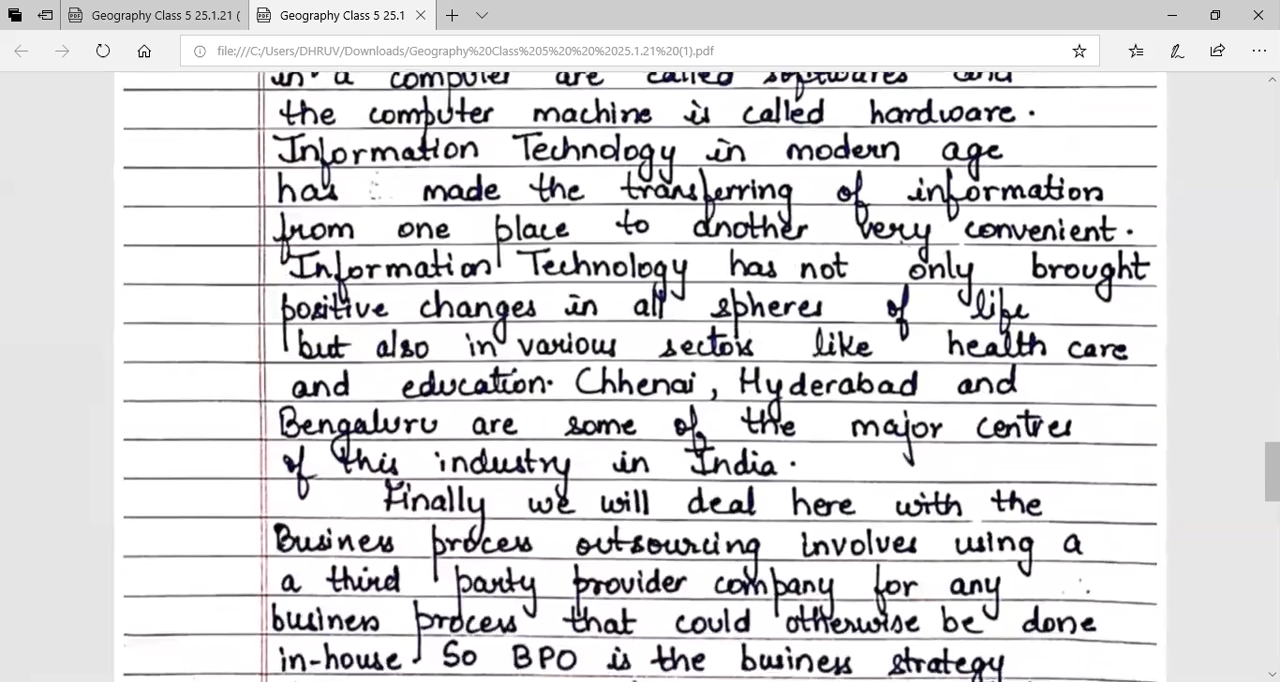 Geography Class 5 25.1.21 (
Geography Class 5 25.1
file:///C:/Users/DHRUV/Downloads/Geography%20Class%205%20%20%2025.1.21%20(1).pdf
in a computer are called softwares and
the computer machine is called hardware.
Information Technology in modern age
has made the transferring of information
from one place to another very convenient.
Information Technology has not only brought
positive changes in all spheres of life
but also in various sectors like health care
and education. Chhenai, Hyderabad and
Bengaluru are some of the major centres
of this industry in India.
Finally we will deal here with the
Business process outsourcing involves using a
a third party provider company for any
business process that could otherwise be done
in-house. So BPO is the business strategy